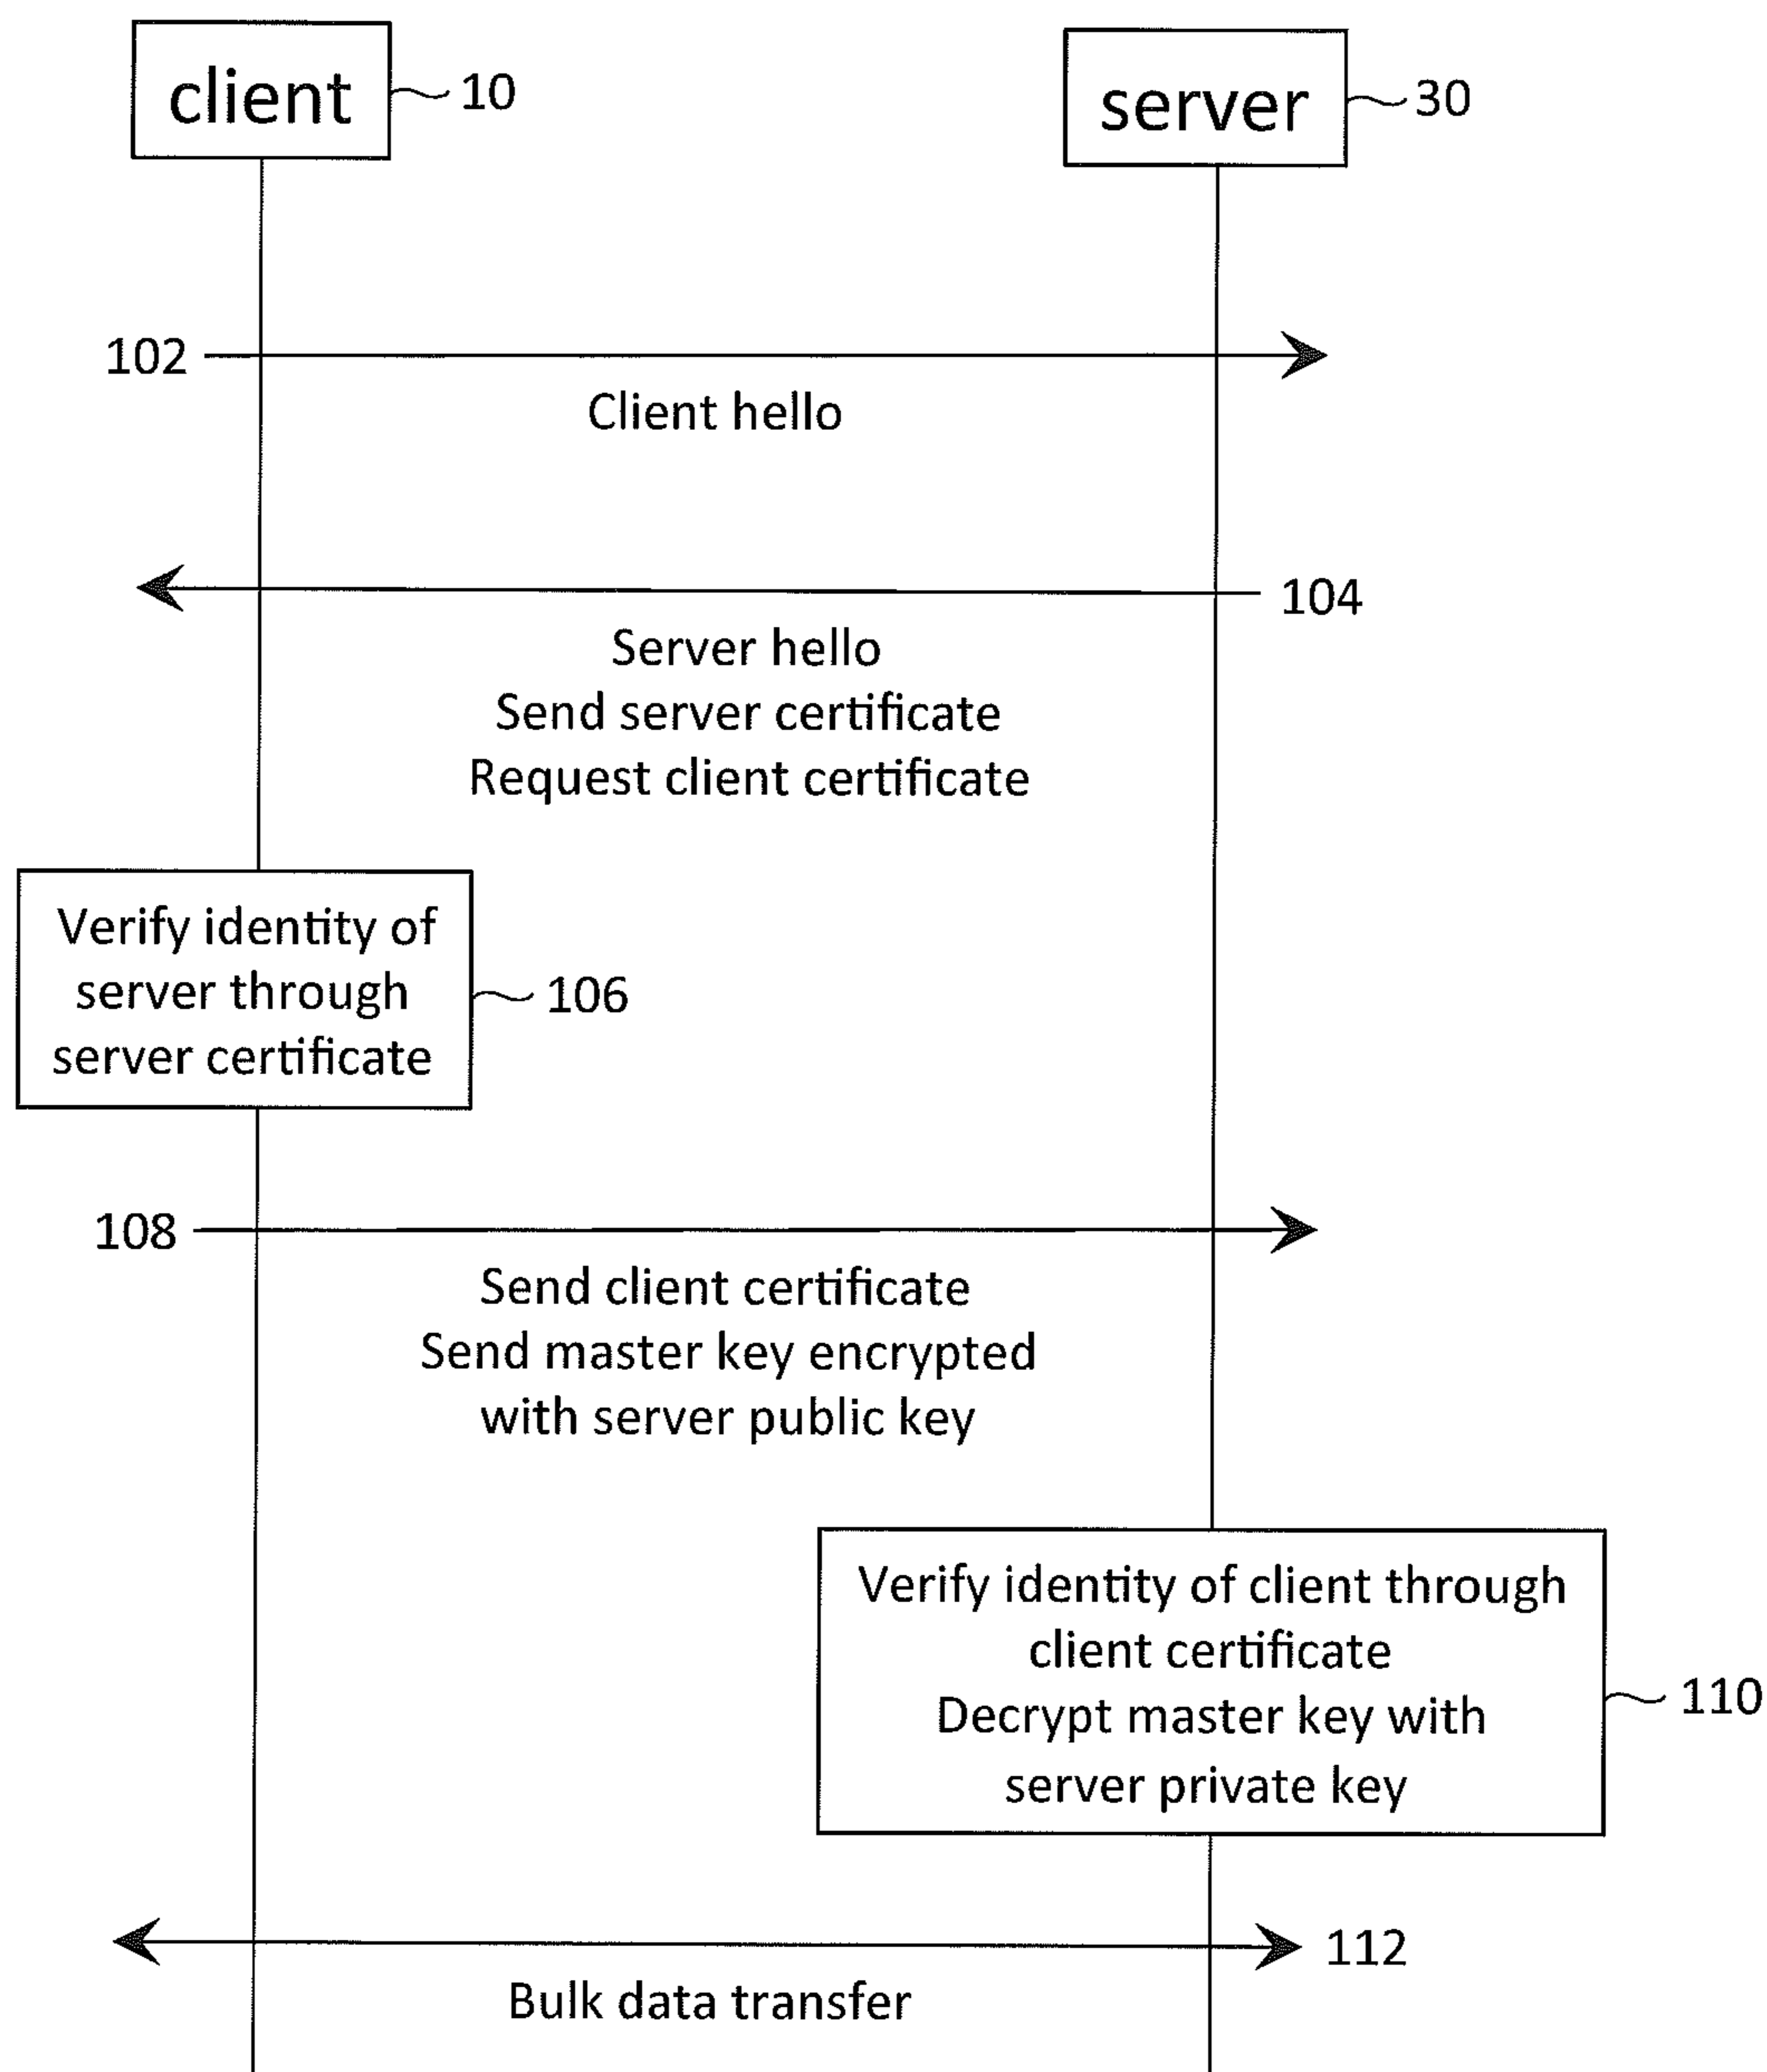 client
10
server
30
102
Client hello
104
Server hello
Send server certificate
Request client certificate
Verify identity of
server through
server certificate
106
108
Send client certificate
Send master key encrypted
with server public key
Verify identity of client through
client certificate
Decrypt master key with
server private key
110
112
Bulk data transfer